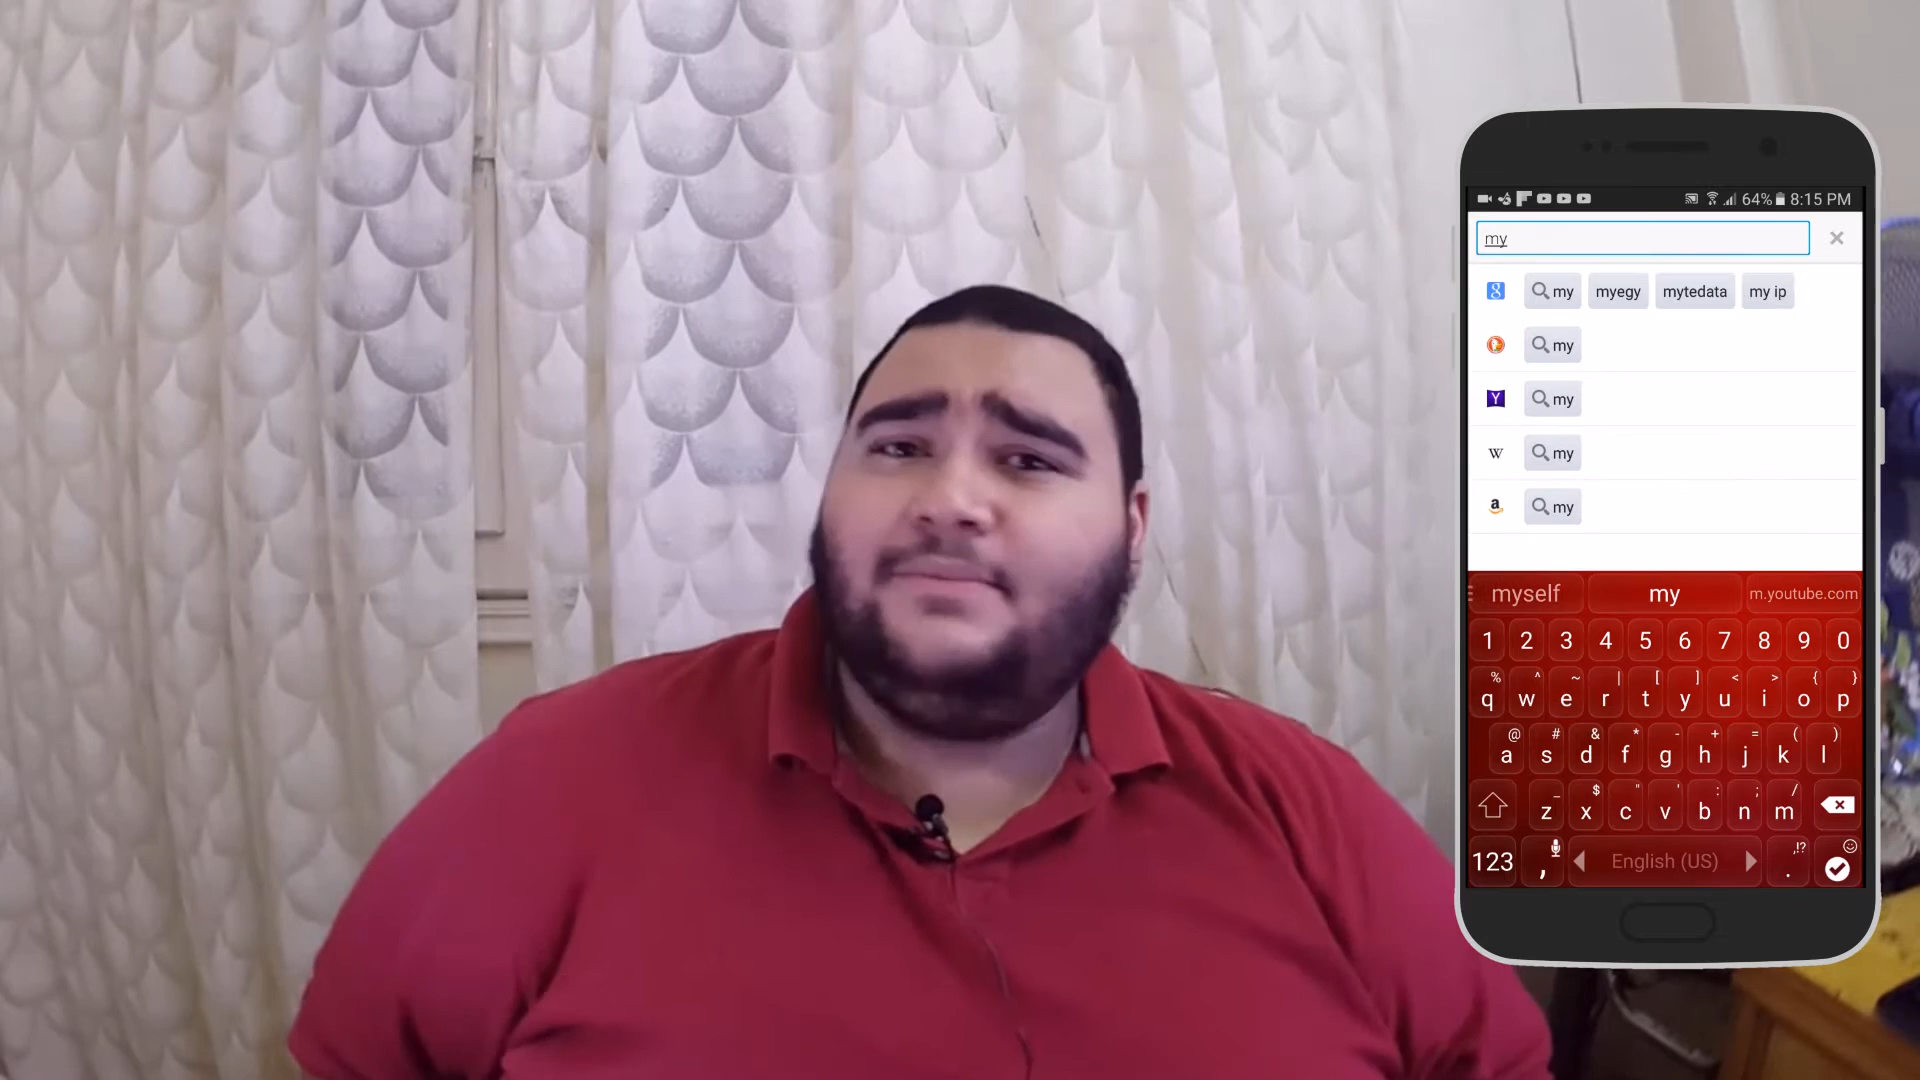 64% 8:15 PM
my
my myegy mytedata my ip
my
Y my
W my
a my
myself my m.youtube.com
1 2 3 4 5 6 7 8 9 0
% ^ ~ | [ ] < > { }
q w e r t y u i o p
@ # & * - + = ( )
a s d f g h j k l
_ $ " ' : ; /
z x c v b n m
,!?
123 , English (US) .